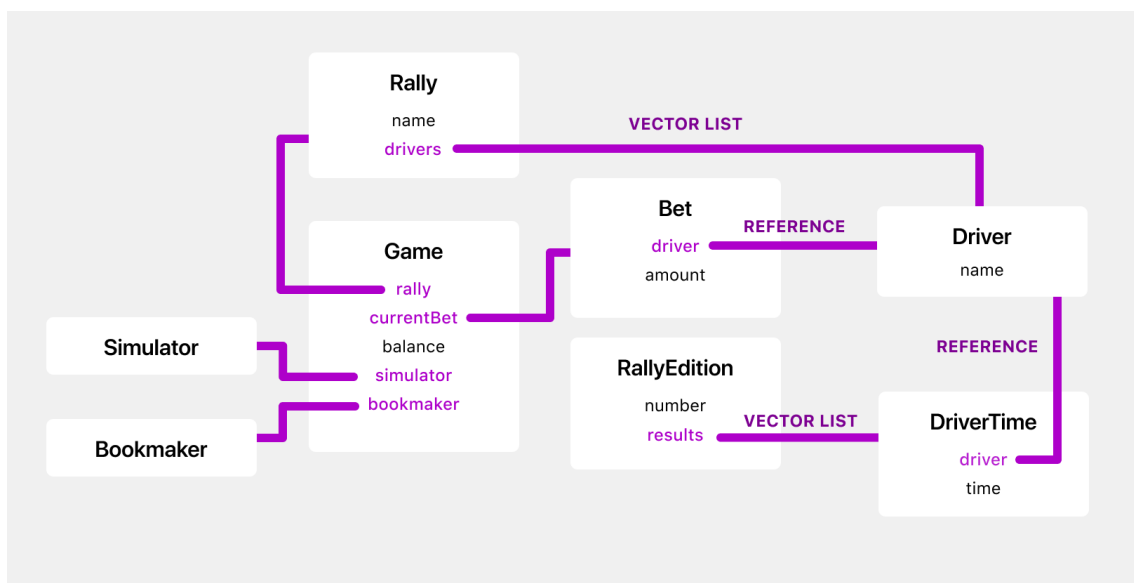 Rally
name
drivers
VECTOR LIST
Game
rally
currentBet
balance
simulator
bookmaker
Simulator
Bookmaker
Bet
driver
amount
REFERENCE
Driver
name
RallyEdition
number
results
VECTOR LIST
REFERENCE
DriverTime
driver
time